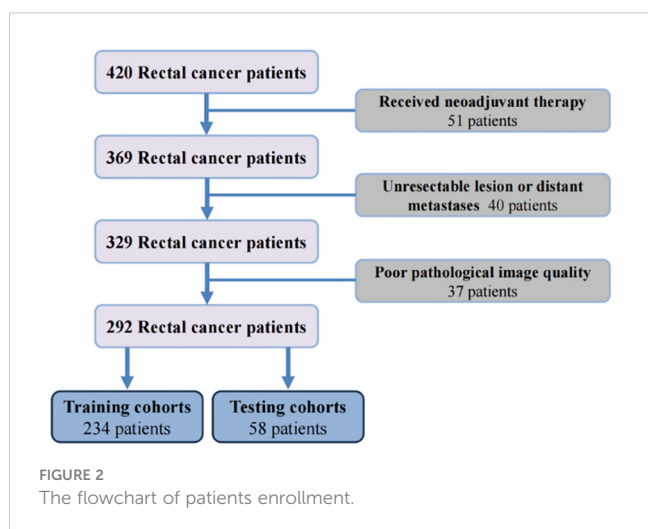 420 Rectal cancer patients
Received neoadjuvant therapy
51 patients
369 Rectal cancer patients
Unresectable lesion or distant
metastases 40 patients
329 Rectal cancer patients
Poor pathological image quality
37 patients
292 Rectal cancer patients
Training cohorts
234 patients
Testing cohorts
58 patients
FIGURE 2
The flowchart of patients enrollment.